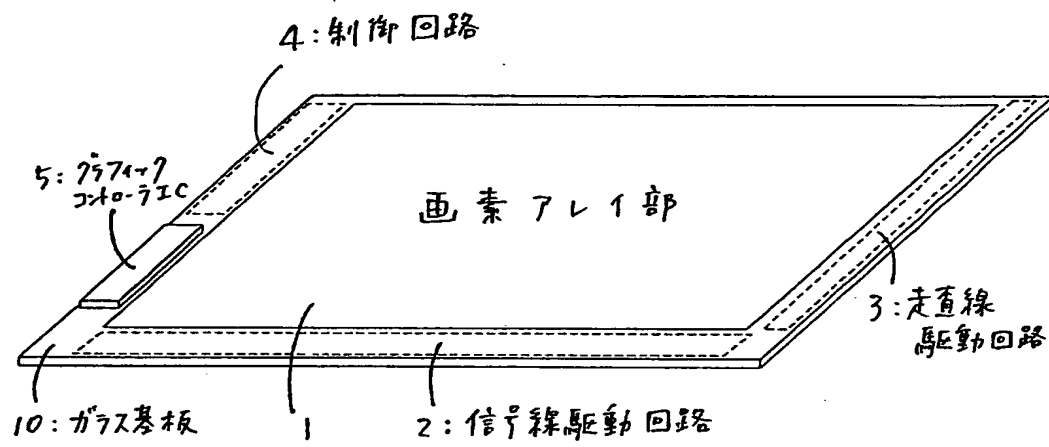 4:制御回路
5:グラフィック
コントローラIC
画素アレイ部
3:走査線
駆動回路
10:ガラス基板
1
2:信号線駆動回路